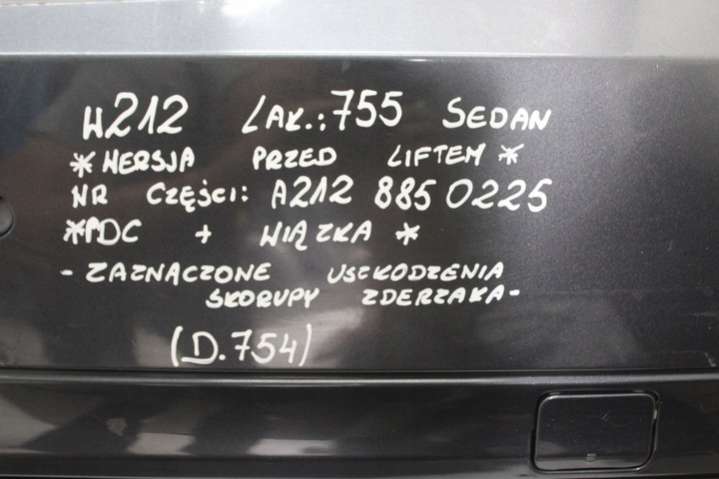 W212 LAK.: 755 SEDAN
* WERSJA PRZED LIFTEM *
NR CZĘŚCI: A212 885 0225
*PDC + WIĄZKA *
- ZAZNACZONE USZKODZENIA
SKORUPY ZDERZAKA -
(D.754)